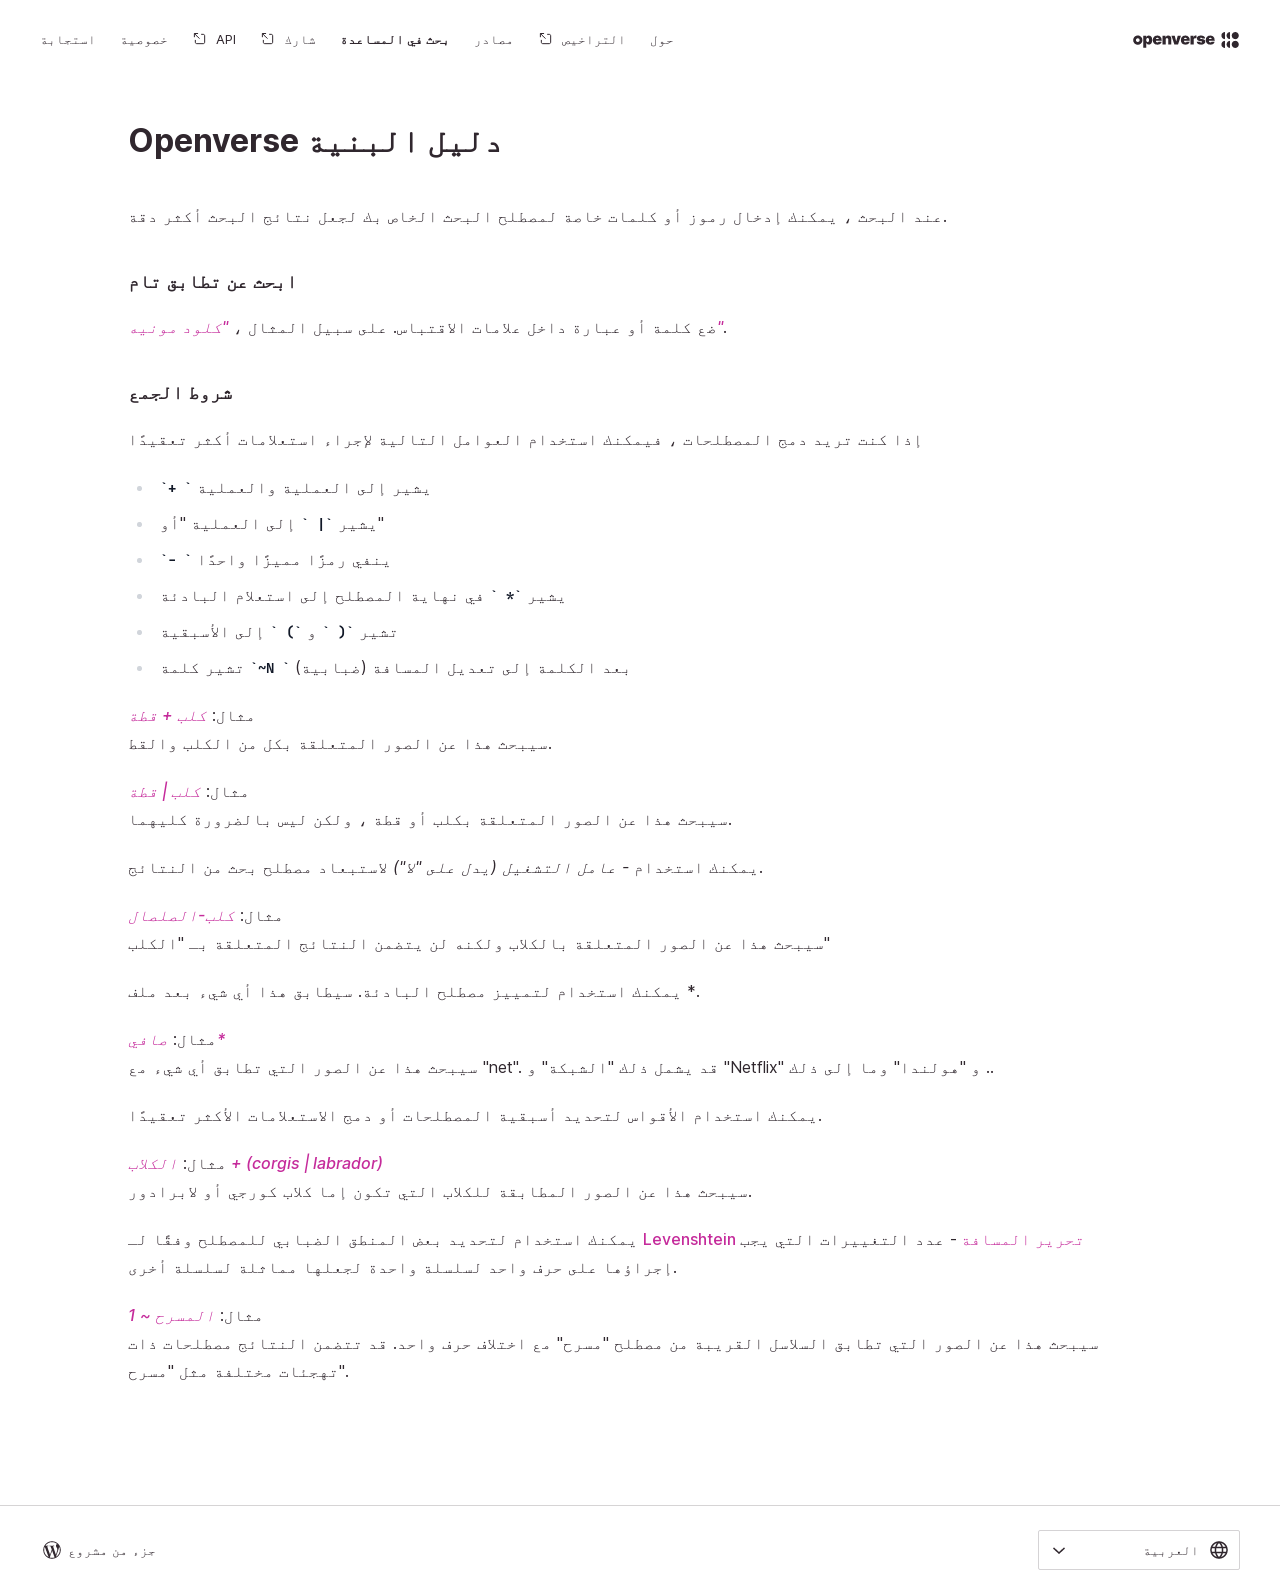 openverse
حول
التراخيص
مصادر
بحث في المساعدة
شارك
API
خصوصية
استجابة
دليل البنية Openverse
عند البحث ، يمكنك إدخال رموز أو كلمات خاصة لمصطلح البحث الخاص بك لجعل نتائج البحث أكثر دقة.
ابحث عن تطابق تام
ضع كلمة أو عبارة داخل علامات الاقتباس. على سبيل المثال ، "كلود مونيه".
شروط الجمع
إذا كنت تريد دمج المصطلحات ، فيمكنك استخدام العوامل التالية لإجراء استعلامات أكثر تعقيدًا
يشير إلى العملية والعملية ` +`
يشير `| ` إلى العملية "أو"
ينفي رمزًا مميزًا واحدًا ` -`
يشير `* ` في نهاية المصطلح إلى استعلام البادئة
تشير `( ` و `) ` إلى الأسبقية
بعد الكلمة إلى تعديل المسافة (ضبابية) ` ~N` تشير كلمة
مثال: كلب + قطة
سيبحث هذا عن الصور المتعلقة بكل من الكلب والقط.
مثال: كلب | قطة
سيبحث هذا عن الصور المتعلقة بكلب أو قطة ، ولكن ليس بالضرورة كليهما.
يمكنك استخدام - عامل التشغيل (يدل على "لا") لاستبعاد مصطلح بحث من النتائج.
مثال: كلب-الصلصال
سيبحث هذا عن الصور المتعلقة بالكلاب ولكنه لن يتضمن النتائج المتعلقة بـ "الكلب"
يمكنك استخدام لتمييز مصطلح البادئة. سيطابق هذا أي شيء بعد ملف *.
مثال: صافي*
سيبحث هذا عن الصور التي تطابق أي شيء مع "net". قد يشمل ذلك "الشبكة" و "Netflix" و "هولندا" وما إلى ذلك ..
يمكنك استخدام الأقواس لتحديد أسبقية المصطلحات أو دمج الاستعلامات الأكثر تعقيدًا.
مثال: الكلاب + (corgis | labrador)
سيبحث هذا عن الصور المطابقة للكلاب التي تكون إما كلاب كورجي أو لابرادور.
يمكنك استخدام لتحديد بعض المنطق الضبابي للمصطلح وفقًا لـ Levenshtein تحرير المسافة - عدد التغييرات التي يجب
إجراؤها على حرف واحد لسلسلة واحدة لجعلها مماثلة لسلسلة أخرى.
مثال: المسرح ~ 1
سيبحث هذا عن الصور التي تطابق السلاسل القريبة من مصطلح "مسرح" مع اختلاف حرف واحد. قد تتضمن النتائج مصطلحات ذات
تهجئات مختلفة مثل "مسرح".
العربية
جزء من مشروع